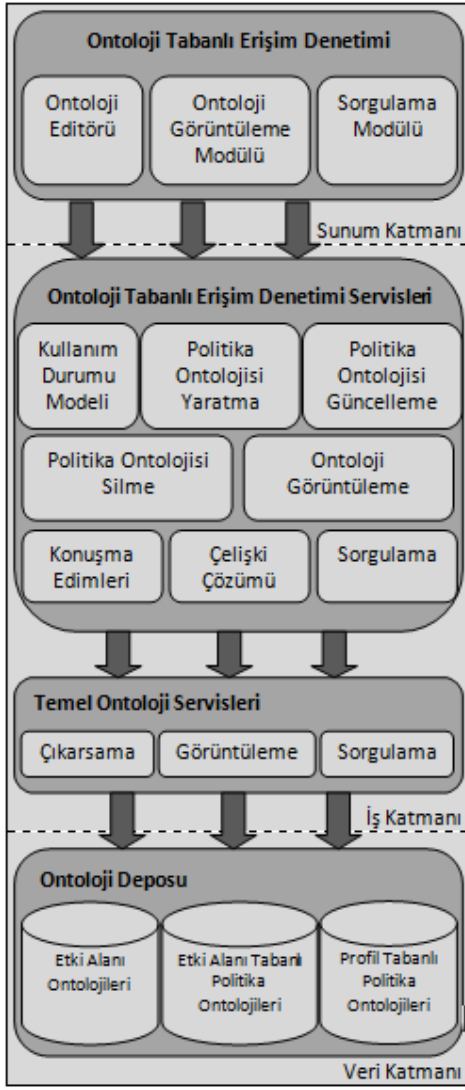 Ontoloji Tabanlı Erişim Denetimi
Ontoloji
Editörü
Ontoloji
Görüntüleme
Modülü
Sorgulama
Modülü
Sunum Katmanı
Ontoloji Tabanlı Erişim Denetimi Servisleri
Kullanım
Durumu
Modeli
Politika
Ontolojisi
Yaratma
Politika
Ontolojisi
Güncelleme
Politika Ontolojisi
Silme
Ontoloji
Görüntüleme
Konuşma
Edimleri
Çelişki
Çözümü
Sorgulama
Temel Ontoloji Servisleri
Çıkarsama
Görüntüleme
Sorgulama
İş Katmanı
Ontoloji Deposu
Etki Alanı
Ontolojileri
Etki Alanı Tabanlı
Politika
Ontolojileri
Profil Tabanlı
Politika
Ontolojileri
Veri Katmanı